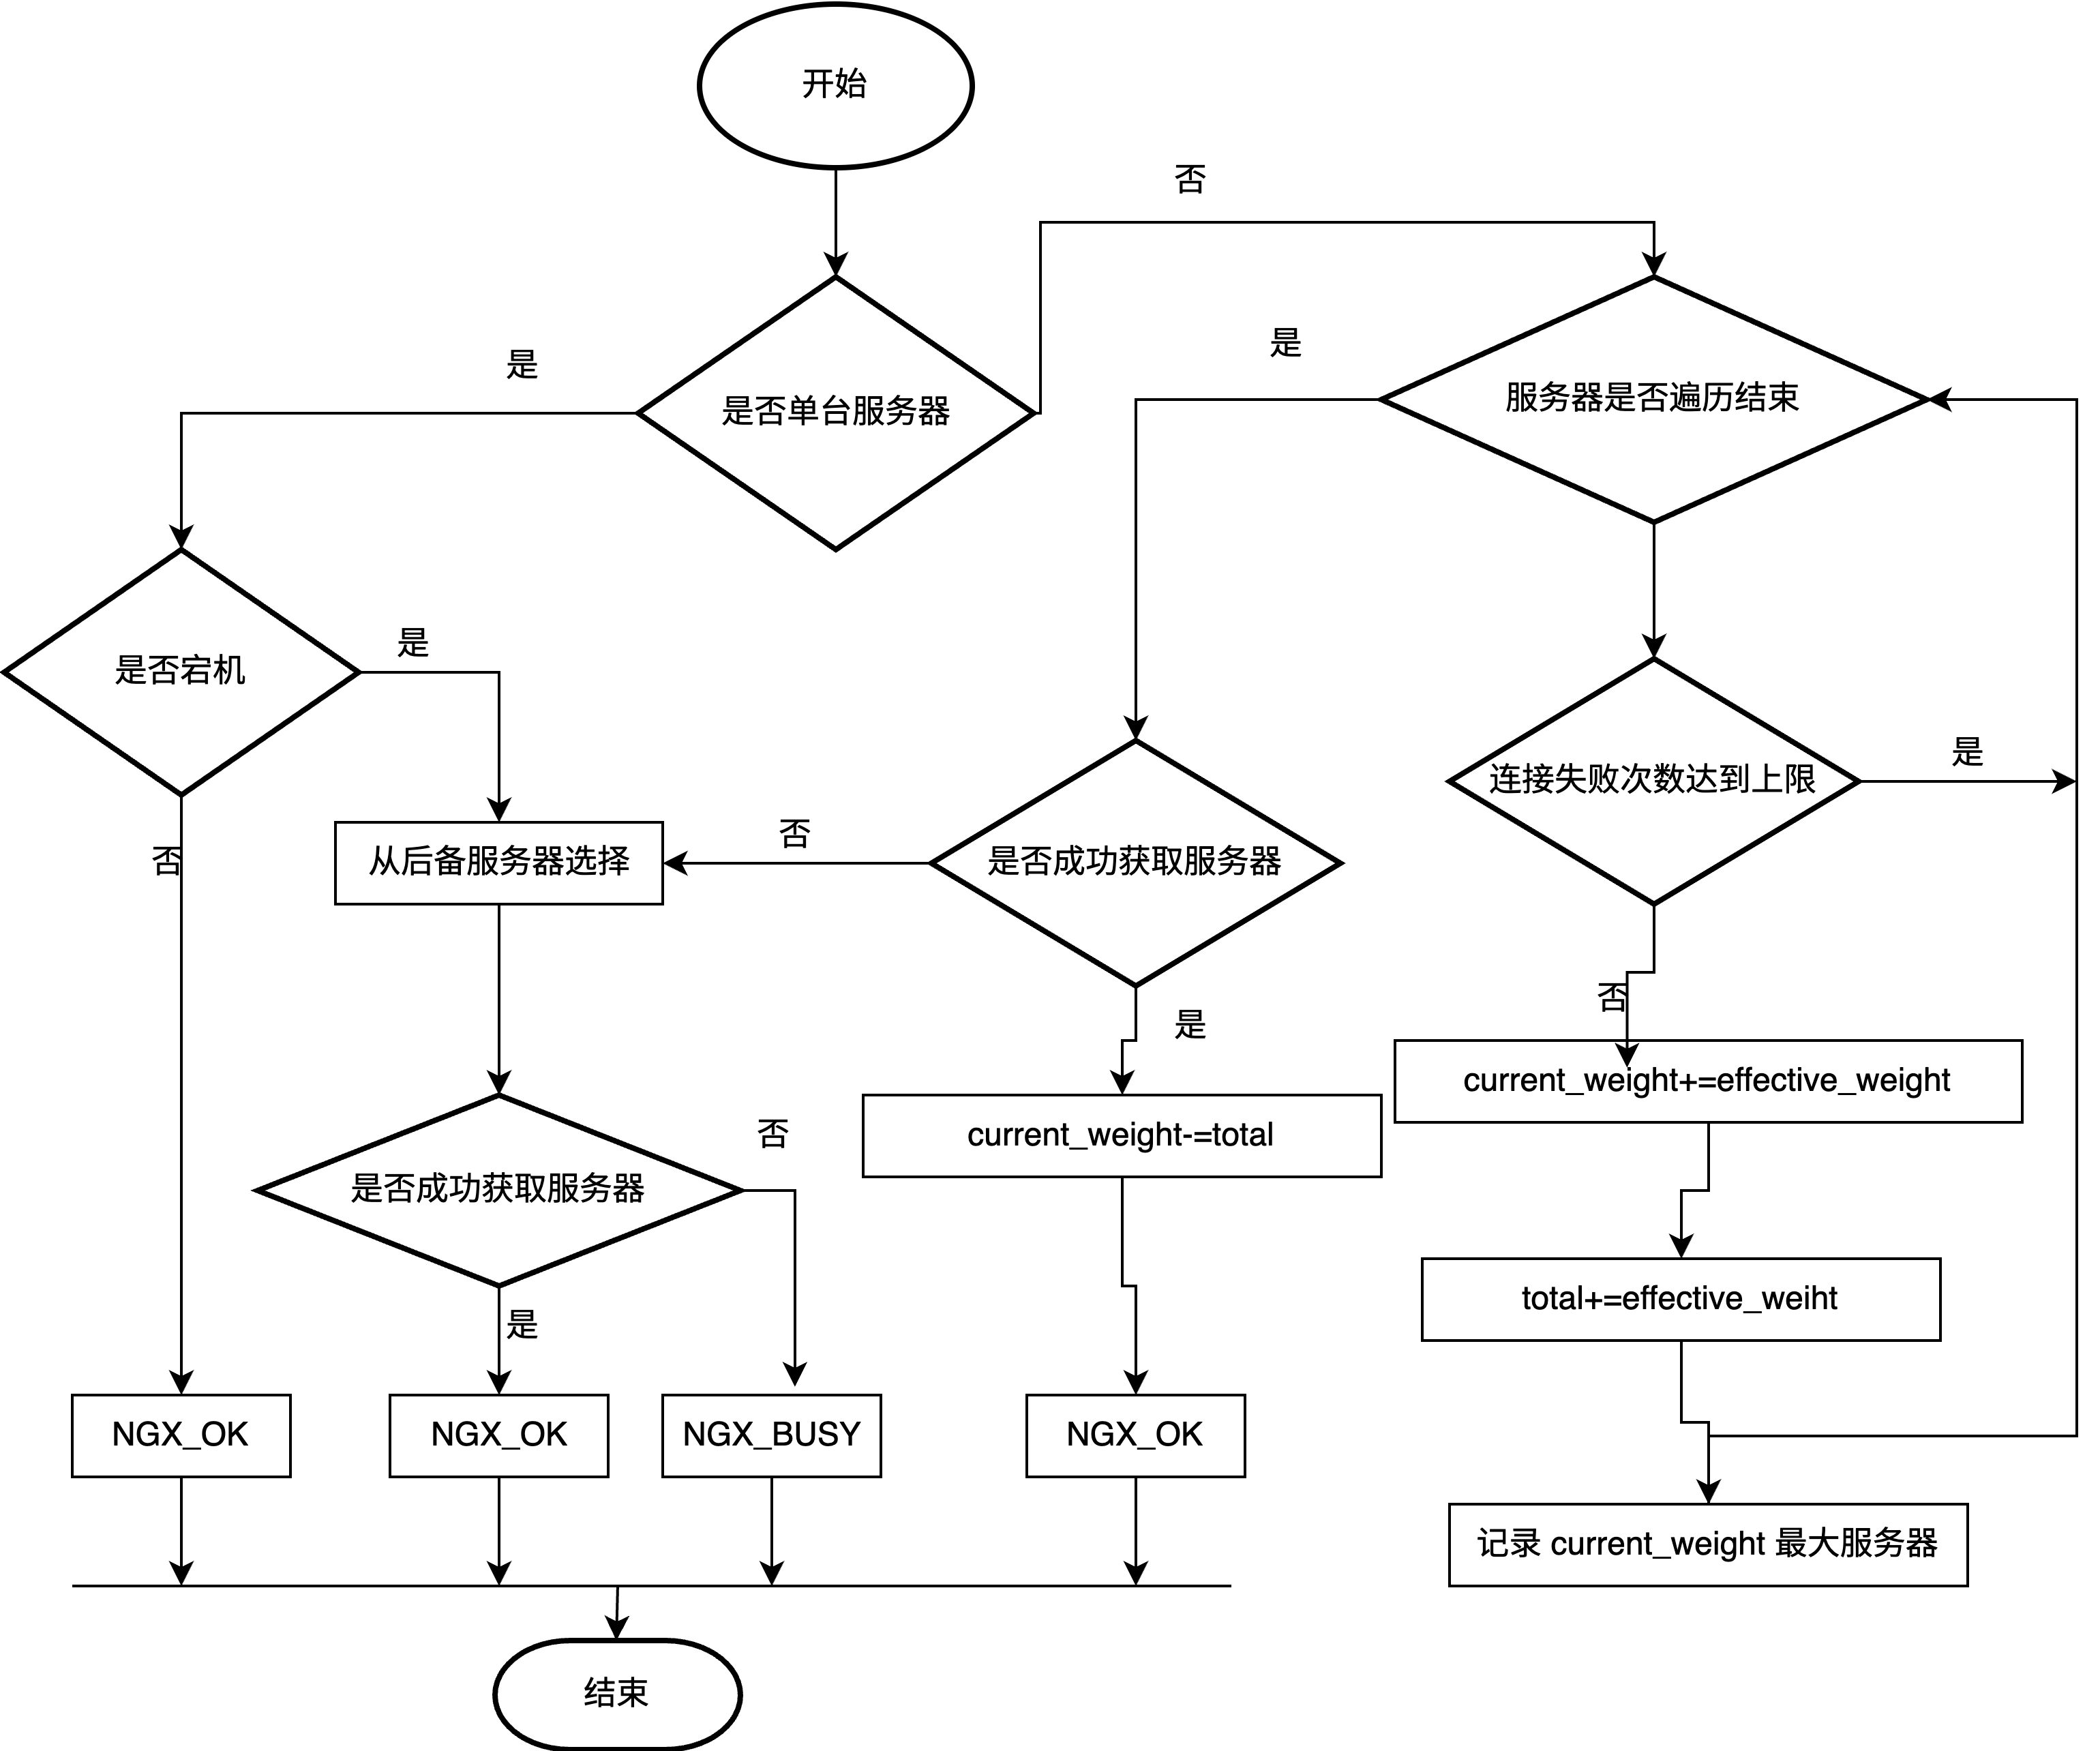 开始
否
是
是
是否单台服务器
服务器是否遍历结束
是
是否宕机
是
连接失败次数达到上限
否
否
从后备服务器选择
是否成功获取服务器
否
是
current_weight+=effective_weight
否
current_weight-=total
是否成功获取服务器
total+=effective_weiht
是
NGX_OK
NGX_OK
NGX_BUSY
NGX_OK
记录 current_weight 最大服务器
结束